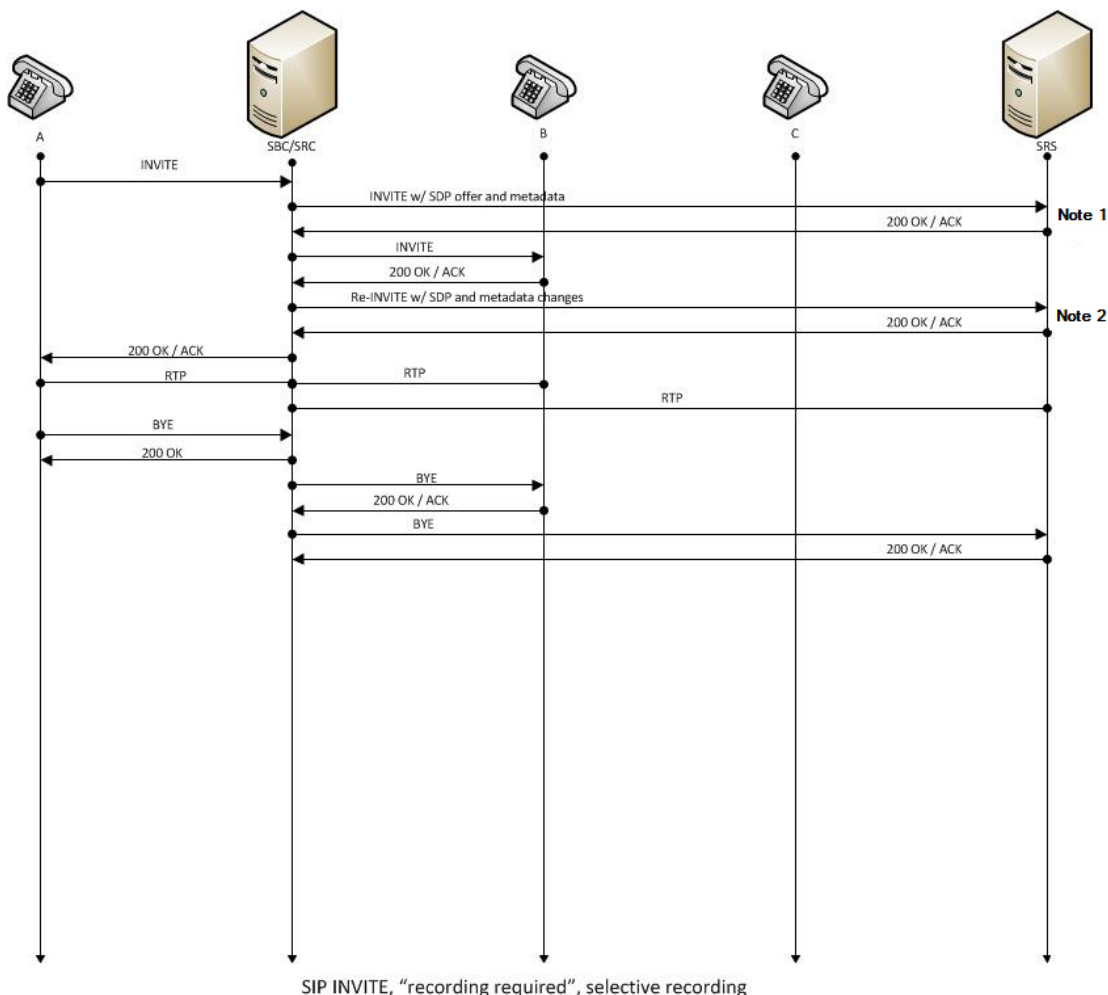 A
SBC/SRC
B
C
SRS
INVITE
INVITE w/ SDP offer and metadata
Note 1
200 OK / ACK
INVITE
200 OK / ACK
Re-INVITE w/ SDP and metadata changes
Note 2
200 OK / ACK
200 OK / ACK
RTP
RTP
RTP
BYE
200 OK
BYE
200 OK / ACK
BYE
200 OK / ACK
SIP INVITE, “recording required”, selective recording